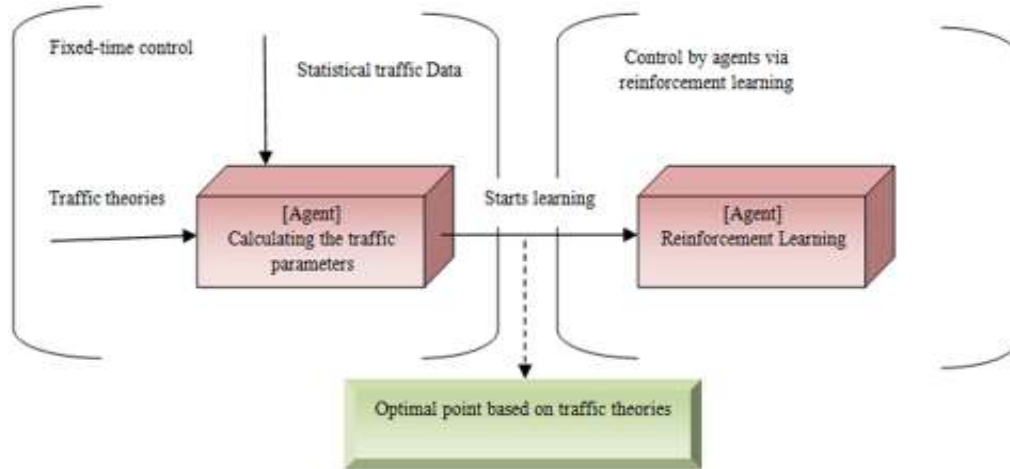 Fixed-time control
Statistical traffic Data
Control by agents via
reinforcement learning
Traffic theories
[Agent]
Calculating the traffic
parameters
Starts learning
[Agent]
Reinforcement Learning
Optimal point based on traffic theories